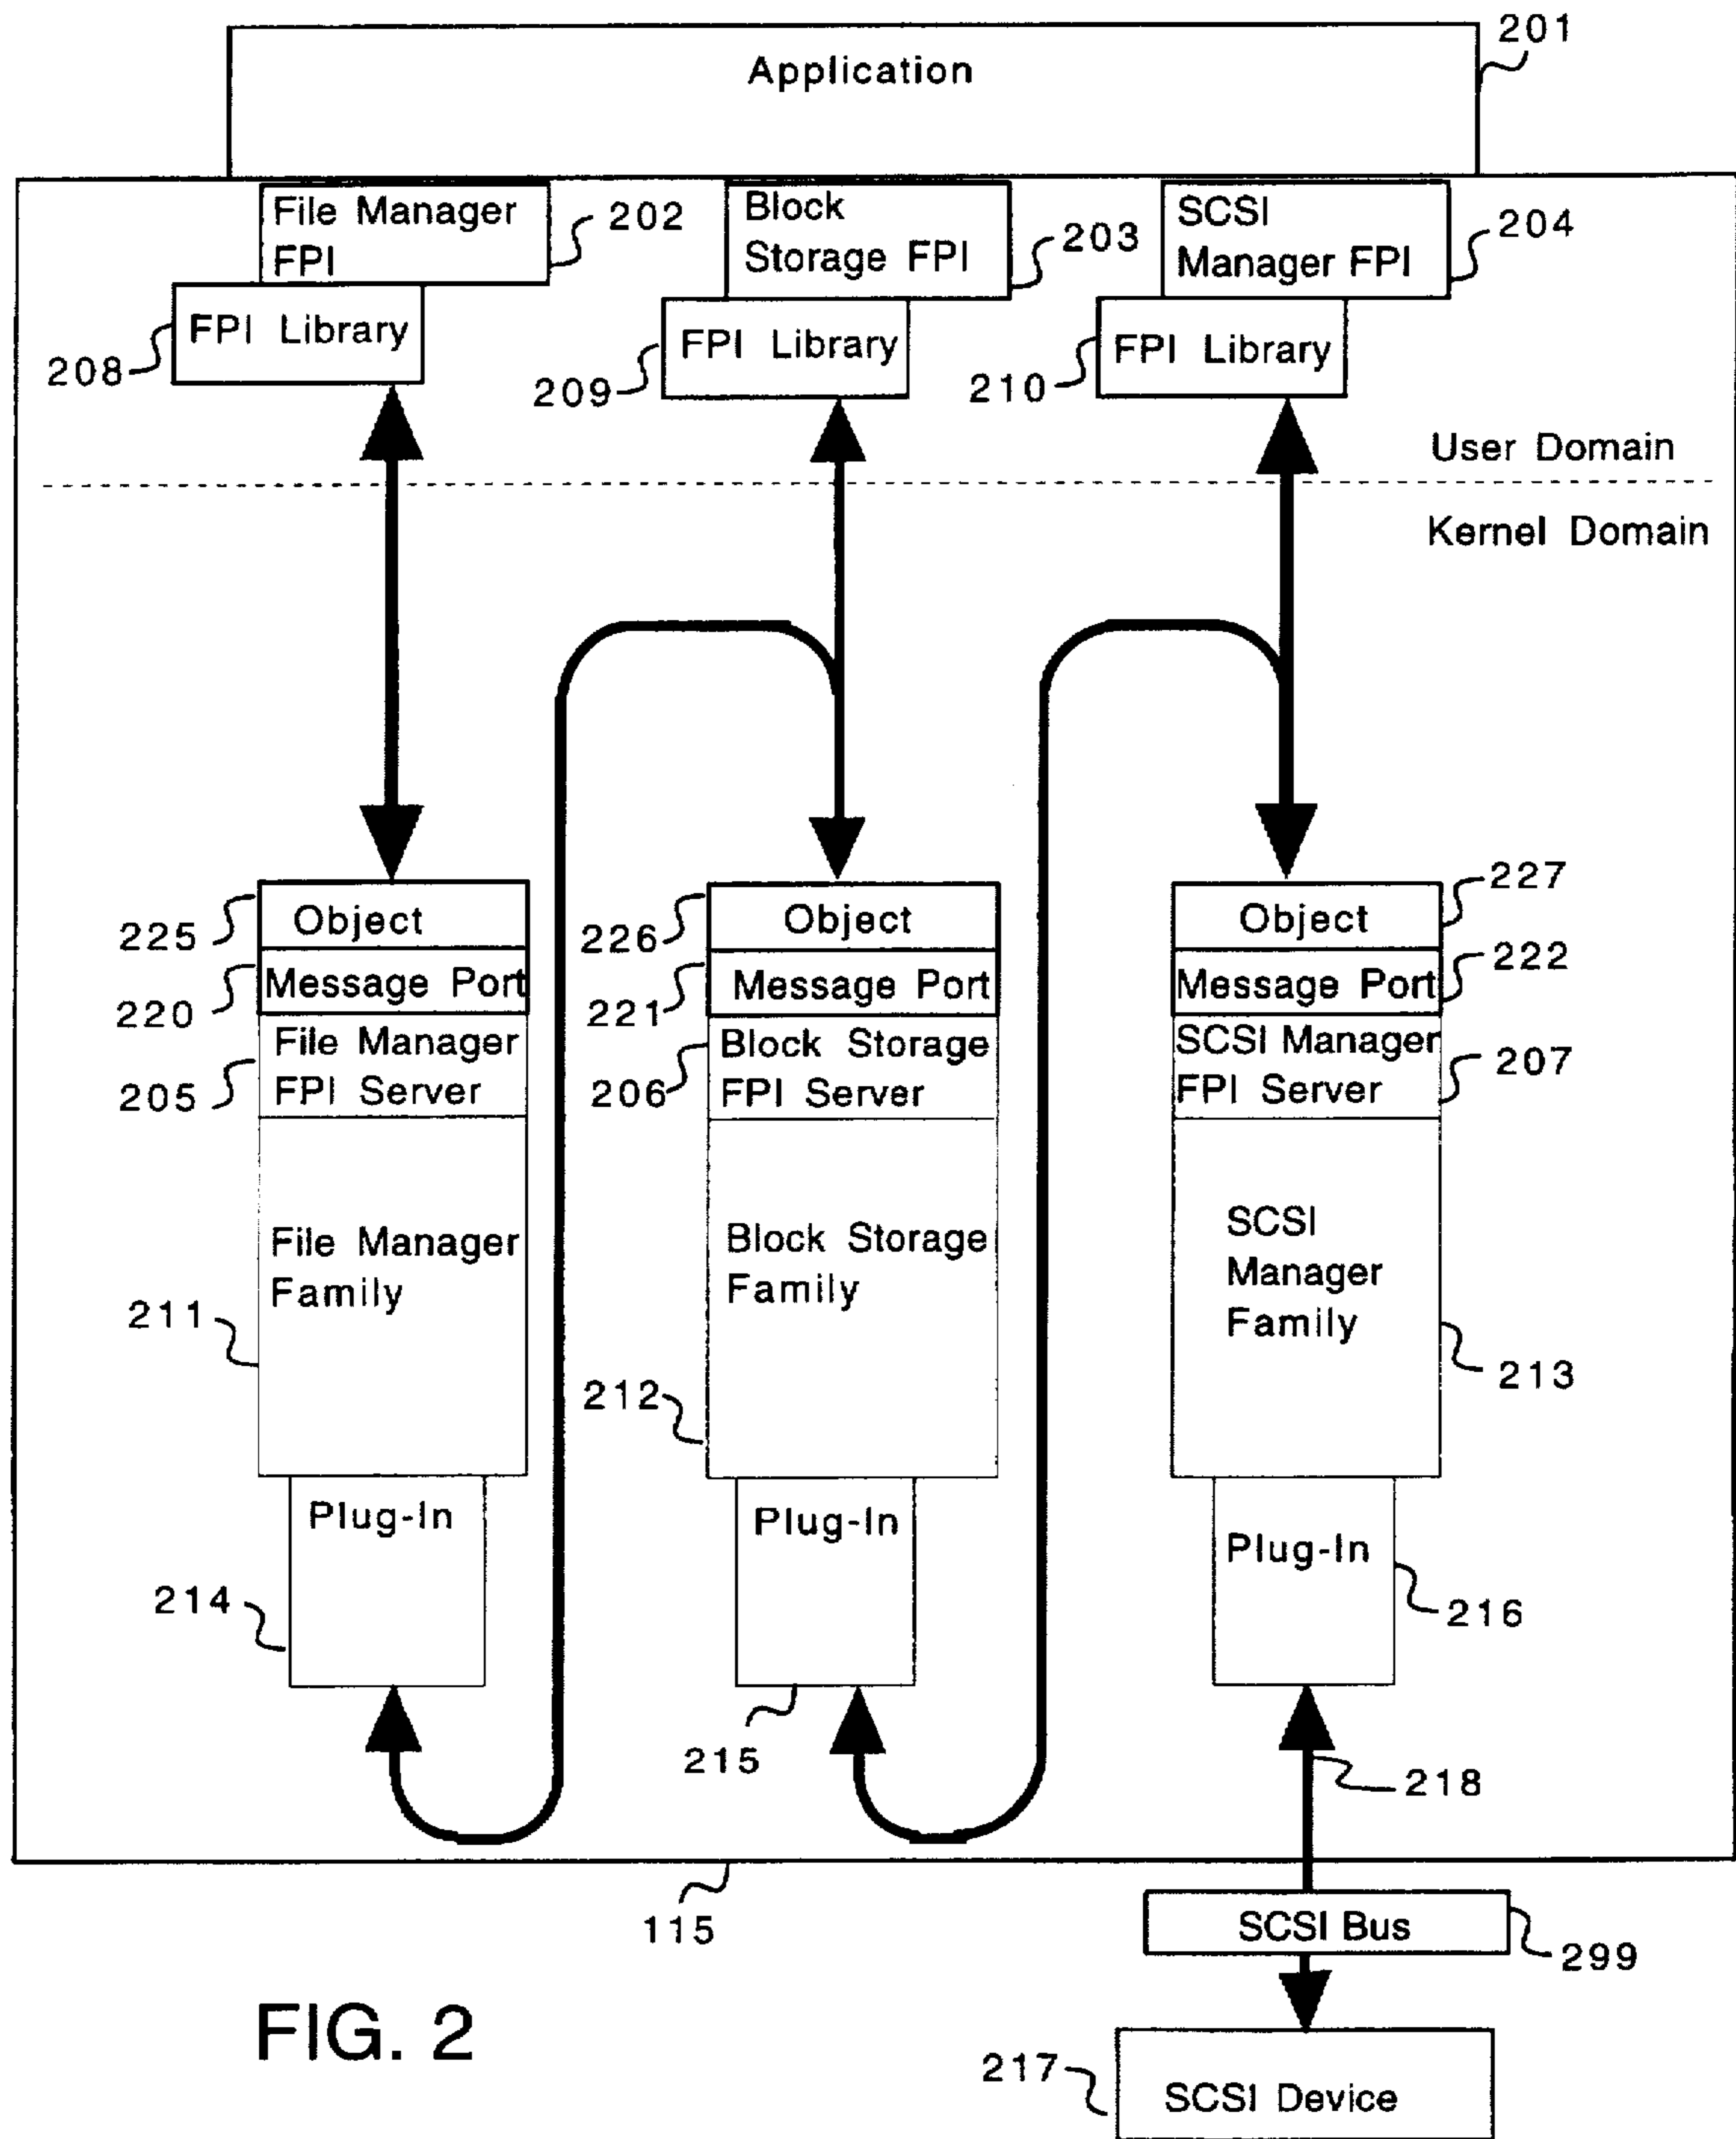 201
Application
File Manager
FPI
202
Block
Storage FPI
203
SCSI
Manager FPI
204
FPI Library
208
FPI Library
209
FPI Library
210
User Domain
Kernel Domain
225
Object
226
Object
Object
227
220
Message Port
221
Message Port
Message Port
222
205
File Manager
FPI Server
206
Block Storage
FPI Server
SCSI Manager
FPI Server
207
File Manager
Family
211
Block Storage
Family
212
SCSI
Manager
Family
213
Plug-In
214
Plug-In
215
Plug-In
216
218
115
SCSI Bus
299
FIG. 2
217
SCSI Device